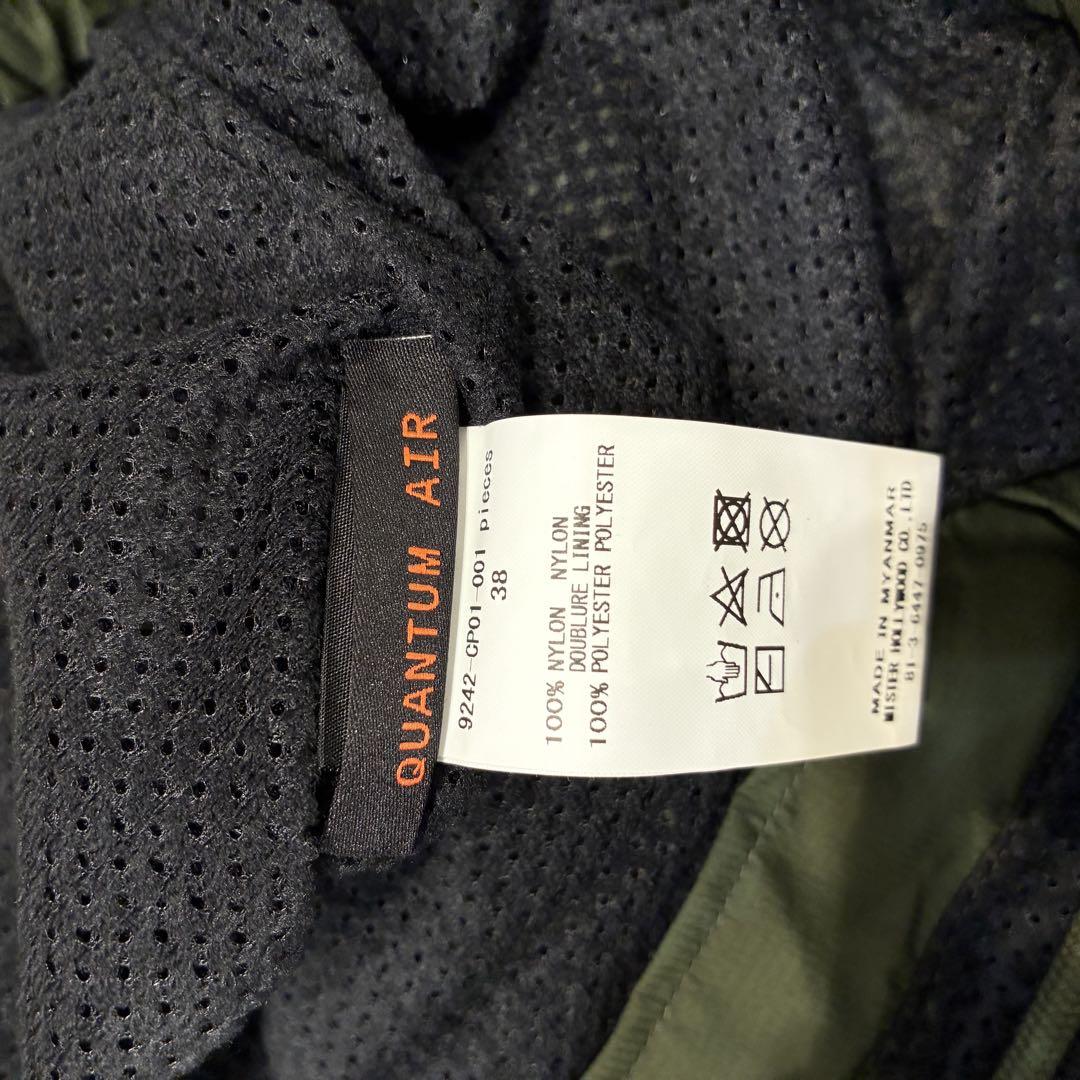 QUANTUM AIR
9242-CP01-001 pieces
38
100% NYLON NYLON
DOUBLURE LINING
100% POLYESTER POLYESTER
MADE IN MYANMAR
MISTER HOLLYWOOD CO.,LTD
81-3-6447-0975